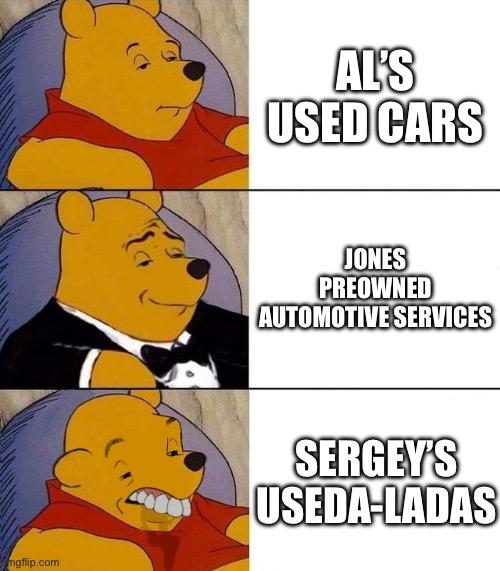 AL'S
USED CARS
JONES
PREOWNED
AUTOMOTIVE SERVICES
SERGEY'S
USEDA-LADAS
imgflip.com